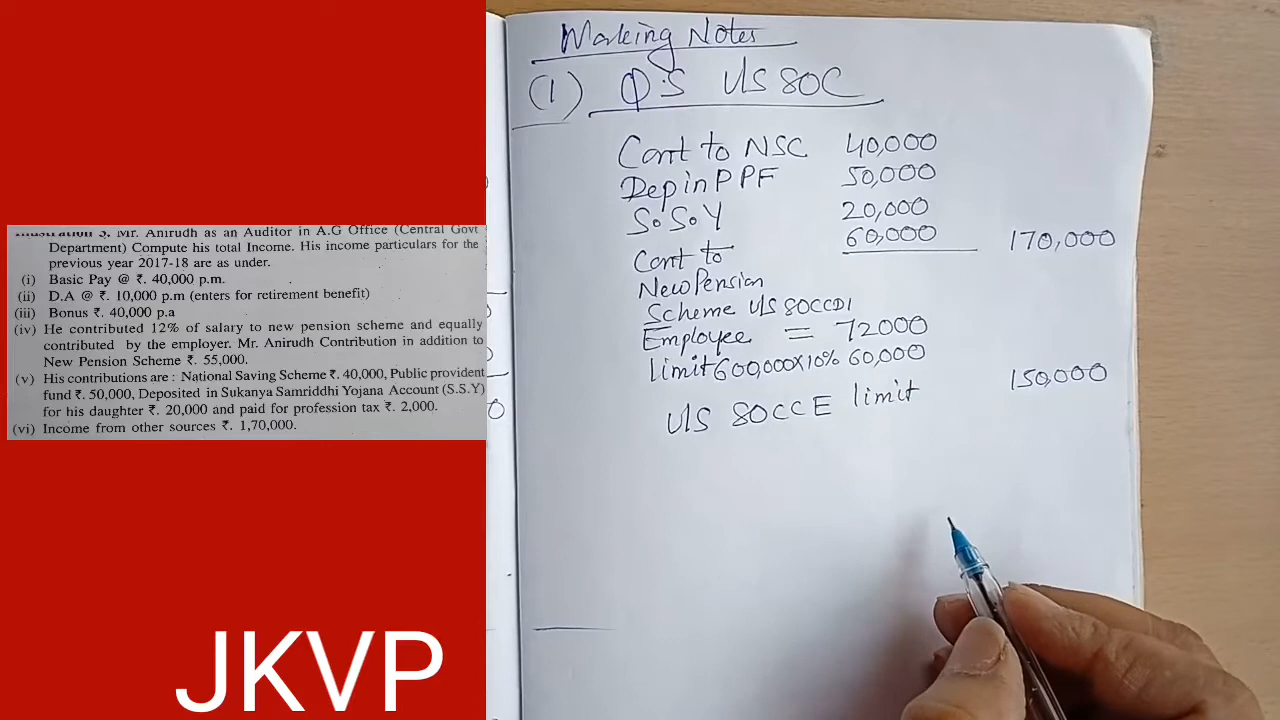 Illustration 5. Mr. Anirudh as an Auditor in A.G Office (Central Govt
Department) Compute his total Income. His income particulars for the
previous year 2017-18 are as under.
(i) Basic Pay @ ₹. 40,000 p.m.
(ii) D.A @ ₹. 10,000 p.m (enters for retirement benefit)
(iii) Bonus ₹. 40,000 p.a
(iv) He contributed 12% of salary to new pension scheme and equally
contributed by the employer. Mr. Anirudh Contribution in addition to
New Pension Scheme ₹. 55,000.
(v) His contributions are : National Saving Scheme ₹. 40,000, Public provident
fund ₹. 50,000, Deposited in Sukanya Samriddhi Yojana Account (S.S.Y)
for his daughter ₹. 20,000 and paid for profession tax ₹. 2,000.
(vi) Income from other sources ₹. 1,70,000.
JKVP
Working Notes
(1) Q.S U/S 80C
Cont to NSC 40,000
Dep in PPF 50,000
S.S.Y 20,000
60,000 170,000
Cont to
New Pension
Scheme U/S 80CCD1
Employee = 72000
limit 600,000x10% 60,000
U/S 80CCE limit 150,000